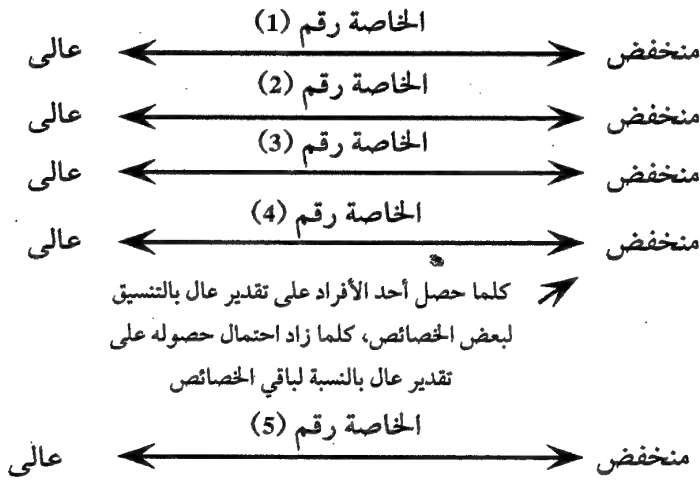 الخاصة رقم (1)
منخفض عالى
الخاصة رقم (2)
منخفض عالى
الخاصة رقم (3)
منخفض عالى
الخاصة رقم (4)
منخفض عالى
كلما حصل أحد الأفراد على تقدير عال بالتنسيق
لبعض الخصائص، كلما زاد احتمال حصوله على
تقدير عال بالنسبة لباقي الخصائص
الخاصة رقم (5)
منخفض عالى